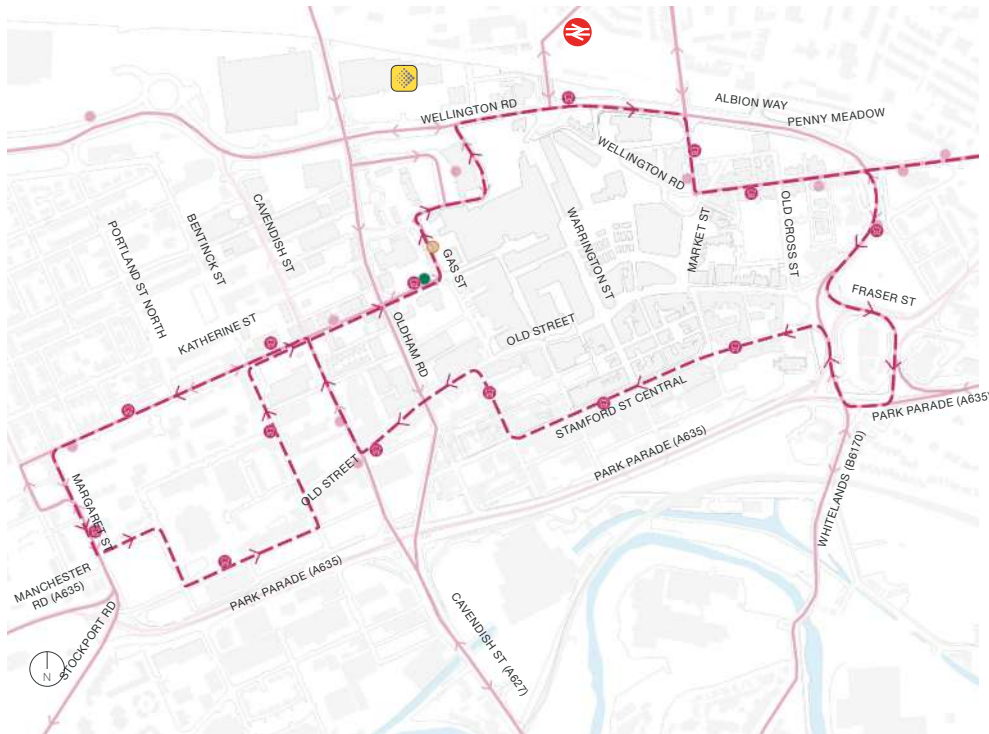 ALBION WAY
WELLINGTON RD
PENNY MEADOW
WELLINGTON RD
CAVENDISH ST
OLD CROSS ST
BENTINCK ST
PORTLAND ST NORTH
WARRINGTON ST
MARKET ST
GAS ST
FRASER ST
KATHERINE ST
OLDHAM RD
OLD STREET
STAMFORD ST CENTRAL
PARK PARADE (A635)
PARK PARADE (A635)
OLD STREET
MARGARET ST
WHITELANDS (B6170)
MANCHESTER
RD (A635)
PARK PARADE (A635)
STOCKPORT RD
CAVENDISH ST (A627)
N